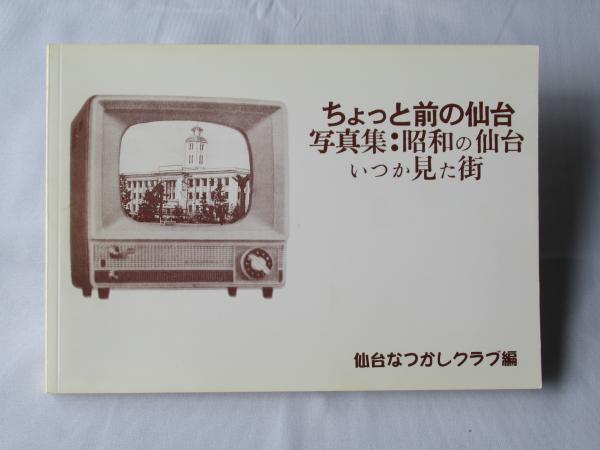 ちょっと前の仙台
写真集：昭和の仙台
いつか見た街
仙台なつかしクラブ編